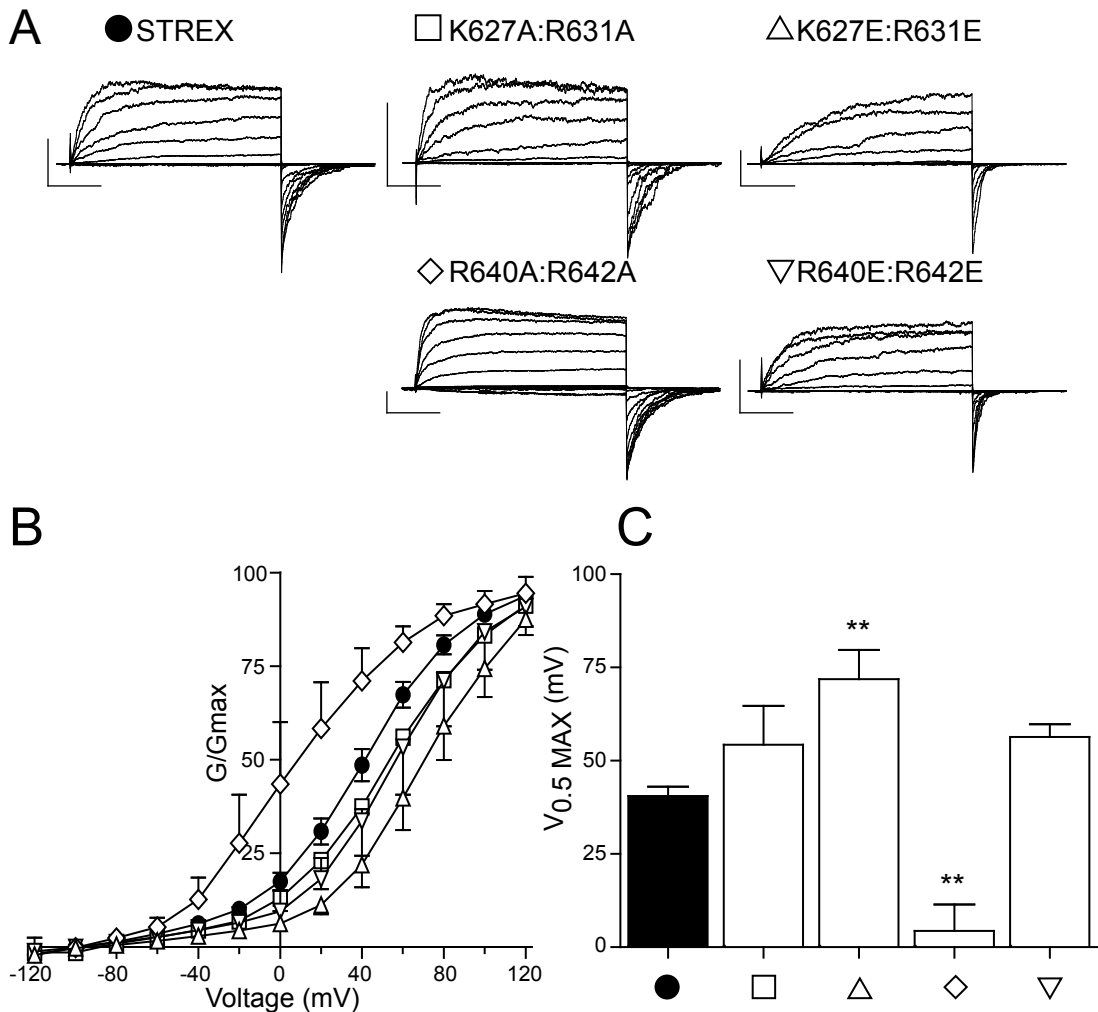 A
STREX
K627A:R631A
K627E:R631E
R640A:R642A
R640E:R642E
B
100
75
50
25
G/Gmax
-120
-80
-40
0
40
80
120
Voltage (mV)
C
100
75
50
25
0
V0.5 MAX (mV)
**
**